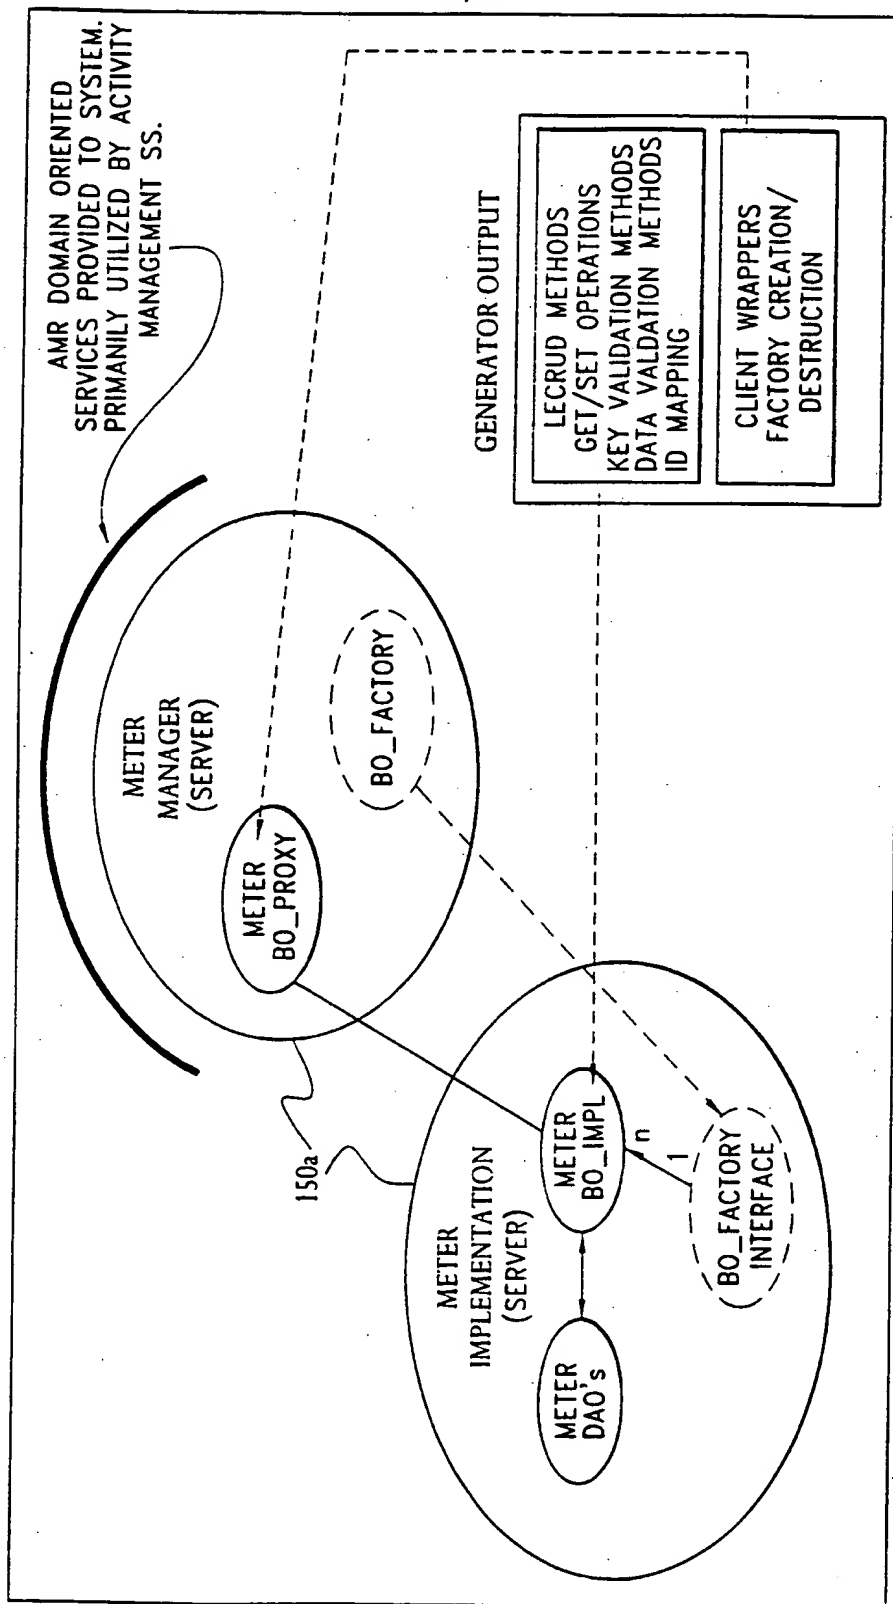 AMR DOMAIN ORIENTED
SERVICES PROVIDED TO SYSTEM.
PRIMANILY UTILIZED BY ACTIVITY
MANAGEMENT SS.
METER
MANAGER
(SERVER)
METER
BO_PROXY
BO_FACTORY
150a
METER
IMPLEMENTATION
(SERVER)
METER
DAO's
METER
BO_IMPL
n
1
BO_FACTORY
INTERFACE
GENERATOR OUTPUT
LECRUD METHODS
GET/SET OPERATIONS
KEY VALIDATION METHODS
DATA VALDATION METHODS
ID MAPPING
CLIENT WRAPPERS
FACTORY CREATION/
DESTRUCTION